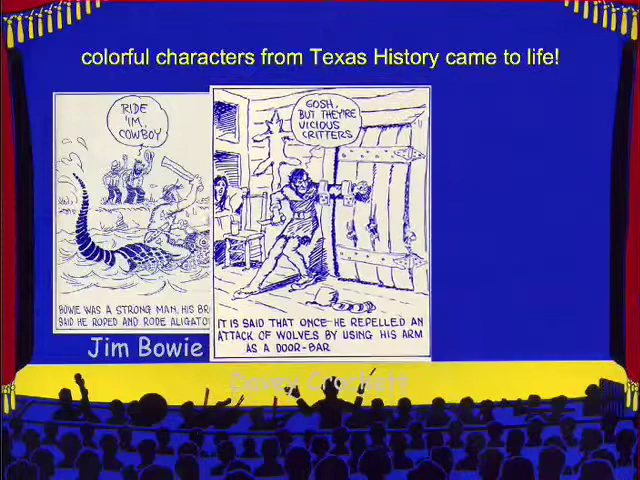 colorful characters from Texas History came to life!
RIDE
'IM,
COWBOY
BOWIE WAS A STRONG MAN. HIS
SAID HE ROPED AND RODE
Jim Bowie
GOSH,
BUT THEY'RE
VICIOUS
CRITTERS
IT IS SAID THAT ONCE HE REPELLED AN
ATTACK OF WOLVES BY USING HIS ARM
AS A DOOR-BAR
Davey Crockett